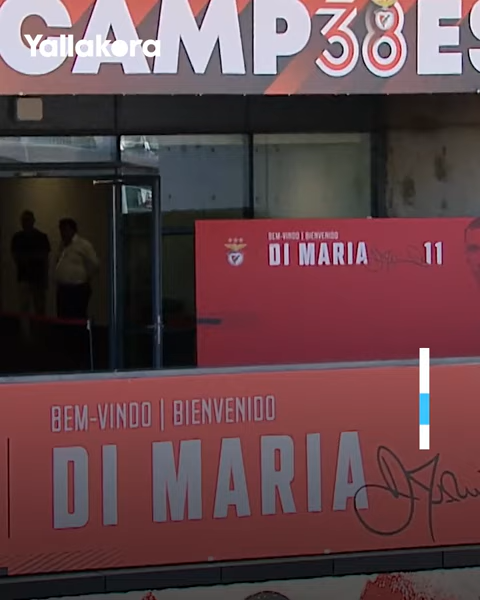 Yallakora
CAMP38ES
BEM-VINDO | BIENVENIDO
DI MARIA 11
BEM-VINDO | BIENVENIDO
DI MARIA